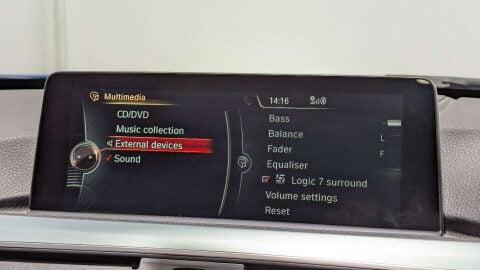 Multimedia
CD/DVD
Music collection
External devices
Sound
14:16
Bass
Balance
L
Fader
F
Equaliser
Logic 7 surround
Volume settings
Reset